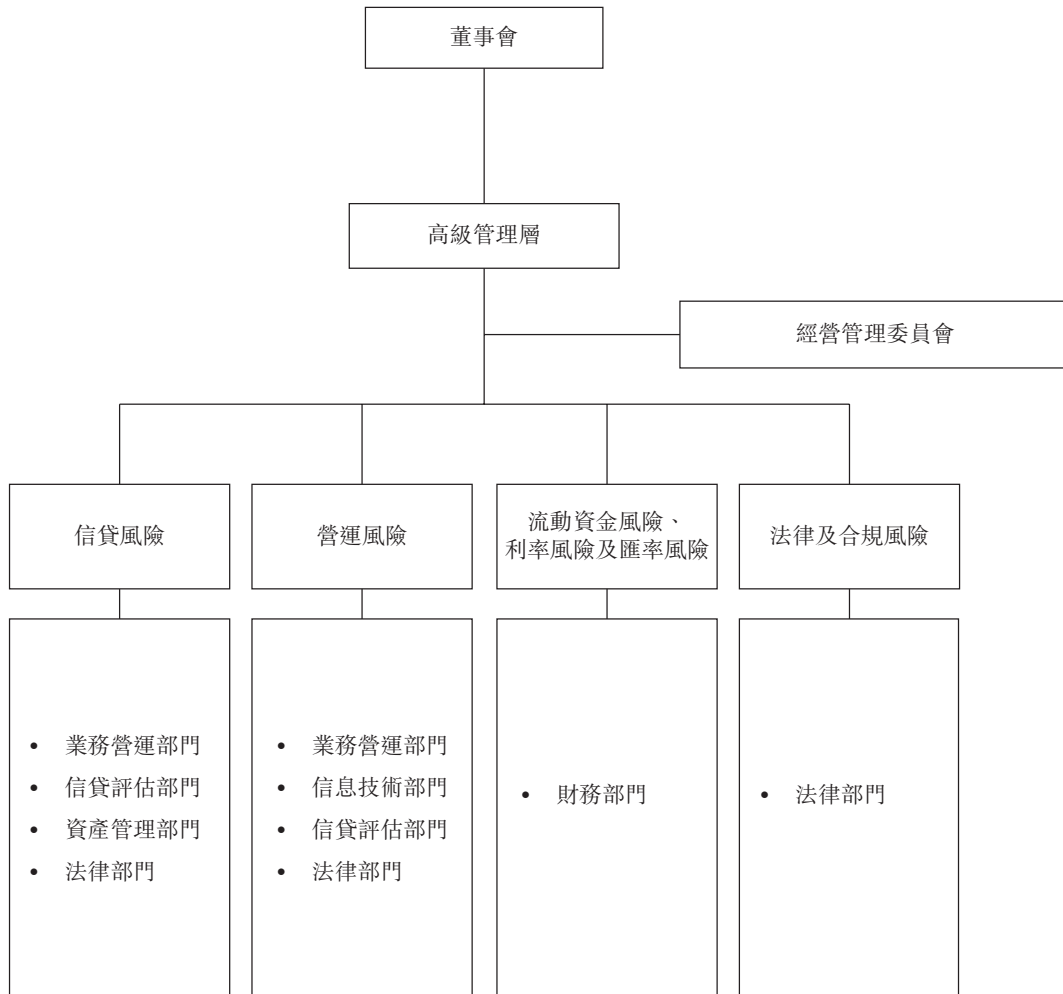 董事會
高級管理層
經營管理委員會
信貸風險
營運風險
流動資金風險、
利率風險及匯率風險
法律及合規風險
• 業務營運部門
• 信貸評估部門
• 資產管理部門
• 法律部門
• 業務營運部門
• 信息技術部門
• 信貸評估部門
• 法律部門
• 財務部門
• 法律部門